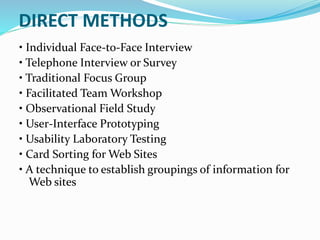 DIRECT METHODS
• Individual Face-to-Face Interview
• Telephone Interview or Survey
• Traditional Focus Group
• Facilitated Team Workshop
• Observational Field Study
• User-Interface Prototyping
• Usability Laboratory Testing
• Card Sorting for Web Sites
• A technique to establish groupings of information for
Web sites